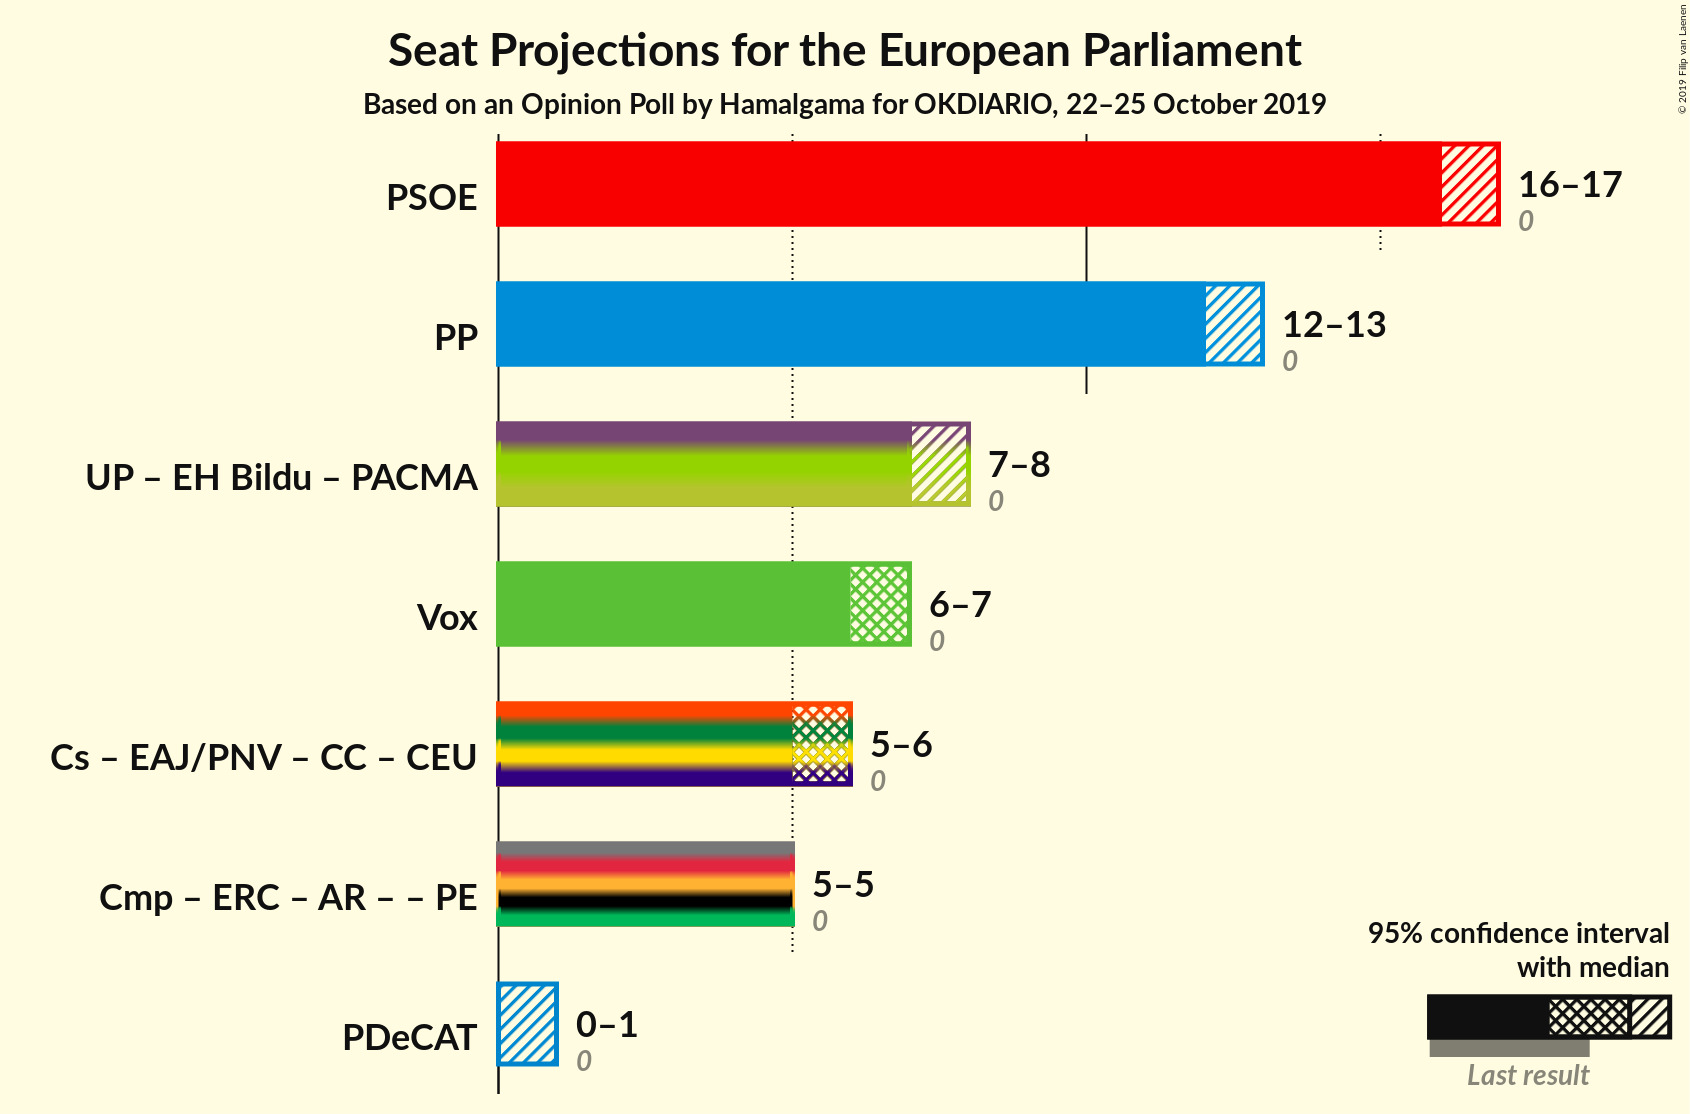 Seat Projections for the European Parliament
Based on an Opinion Poll by Hamalgama for OKDIARIO, 22–25 October 2019
© 2019 Filip van Laenen
PSOE
16–17
0
PP
12–13
0
UP – EH Bildu – PACMA
7–8
0
Vox
6–7
0
Cs – EAJ/PNV – CC – CEU
5–6
0
Cmp – ERC – AR – – PE
5–5
0
PDeCAT
0–1
0
95% confidence interval
with median
Last result